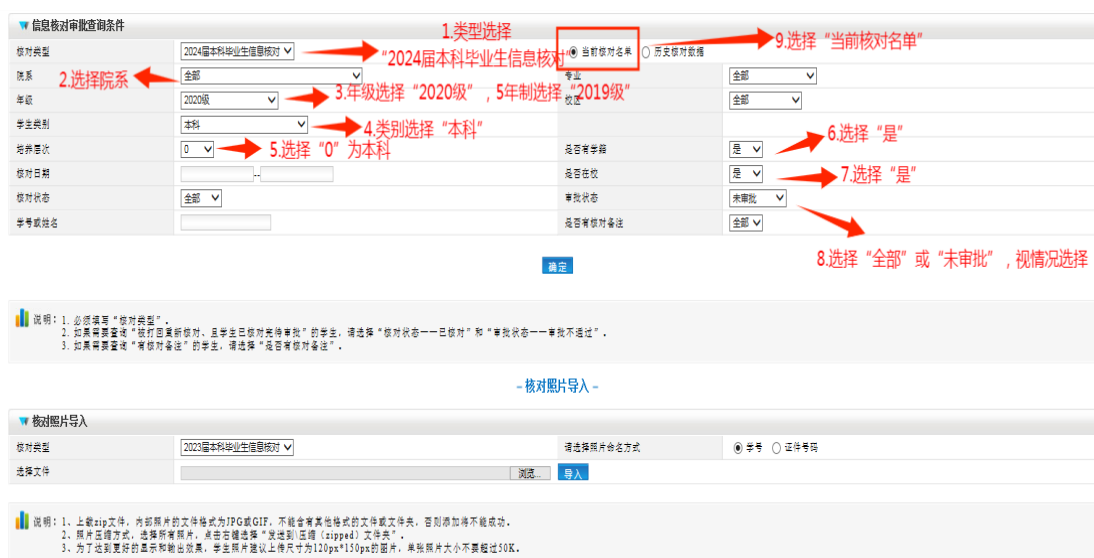 信息核对审批查询条件
1.类型选择
“2024届本科毕业生信息核对”
核对类型 2024届本科毕业生信息核对 当前核对名单 历史核对数据
9.选择“当前核对名单”
2.选择院系
院系 全部 专业 全部
3.年级选择“2020级”，5年制选择“2019级”
年级 2020级 校区 全部
学生类别 本科
4.类别选择“本科”
6.选择“是”
培养层次 0 是否有学籍 是
5.选择“0”为本科
核对日期 -- 是否在校 是
7.选择“是”
核对状态 全部 审批状态 未审批
学号或姓名 是否有核对备注 全部
8.选择“全部”或“未审批”，视情况选择
确定
说明：1. 必须填写“核对类型”。
2. 如果需要查询“被打回重新核对、且学生已核对完待审批”的学生，请选择“核对状态——已核对”和“审批状态——审批不通过”。
3. 如果需要查询“有核对备注”的学生，请选择“是否有核对备注”。
-核对照片导入-
核对照片导入
核对类型 2023届本科毕业生信息核对 请选择照片命名方式 学号 证件号码
选择文件 浏览... 导入
说明：1、上载zip文件，内部照片的文件格式为JPG或GIF，不能含有其他格式的文件或文件夹，否则添加将不能成功。
2、照片压缩方式，选择所有照片，点击右键选择“发送到\压缩（zipped）文件夹”。
3、为了达到更好的显示和输出效果，学生照片建议上传尺寸为120px*150px的图片，单张照片大小不要超过50K。